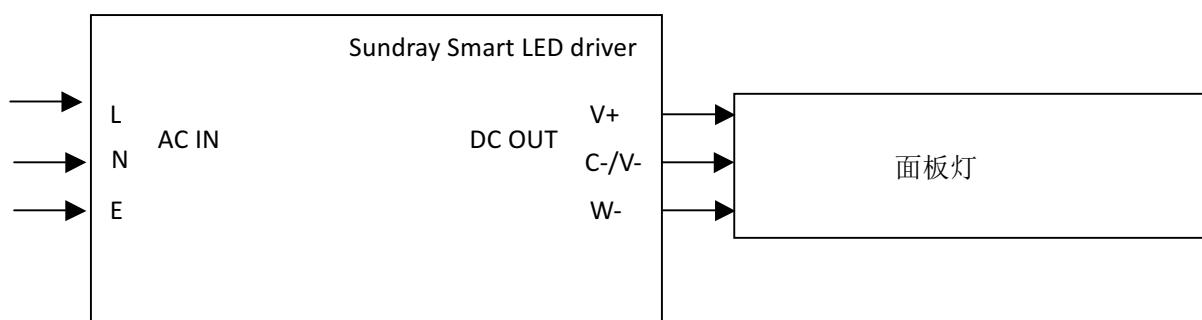 Sundray Smart LED driver
L
AC IN
N
E
DC OUT
V+
C-/V-
W-
面板灯